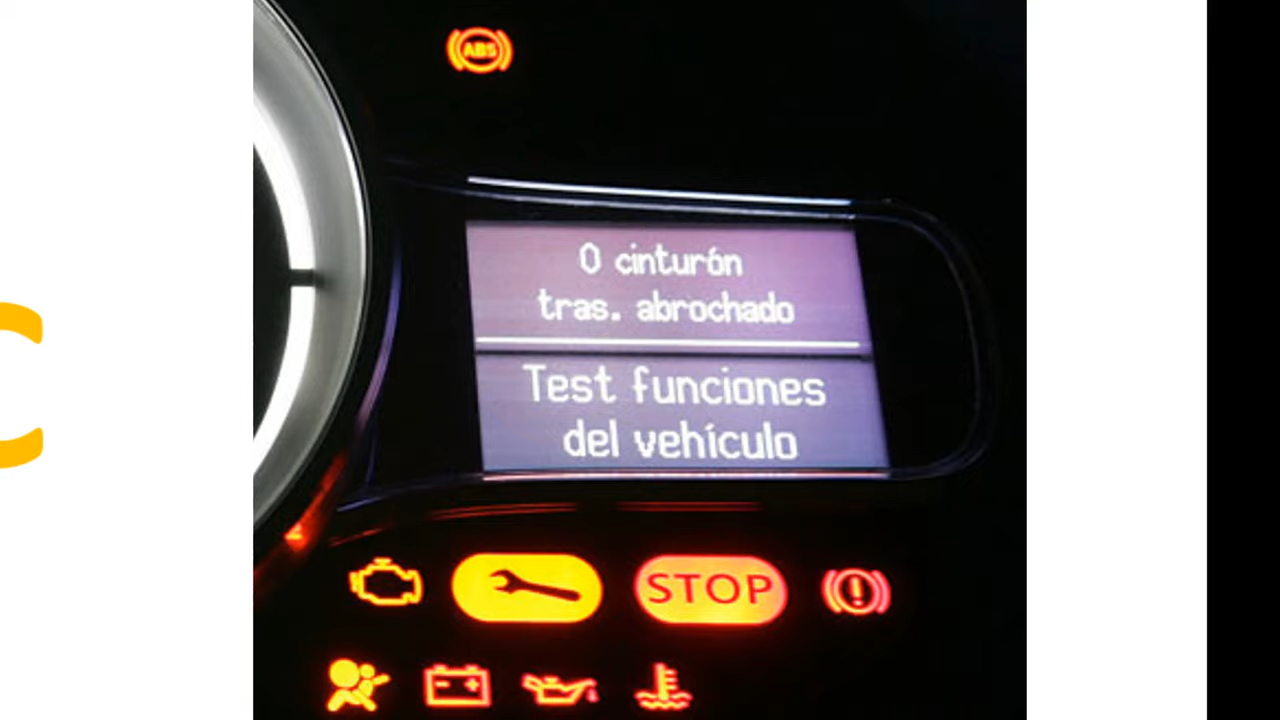 ABS
0 cinturón
tras. abrochado
Test funciones
del vehículo
STOP